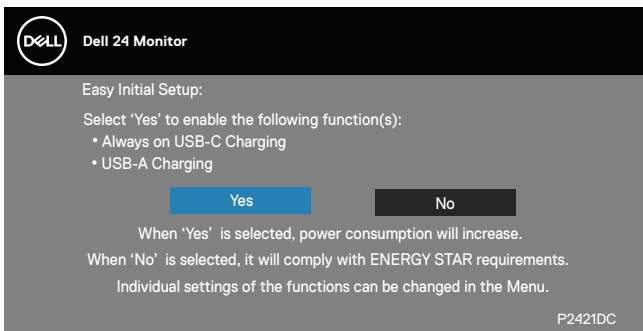 DELL Dell 24 Monitor
Easy Initial Setup:
Select ‘Yes’ to enable the following function(s):
• Always on USB-C Charging
• USB-A Charging
Yes No
When ‘Yes’ is selected, power consumption will increase.
When ‘No’ is selected, it will comply with ENERGY STAR requirements.
Individual settings of the functions can be changed in the Menu.
P2421DC